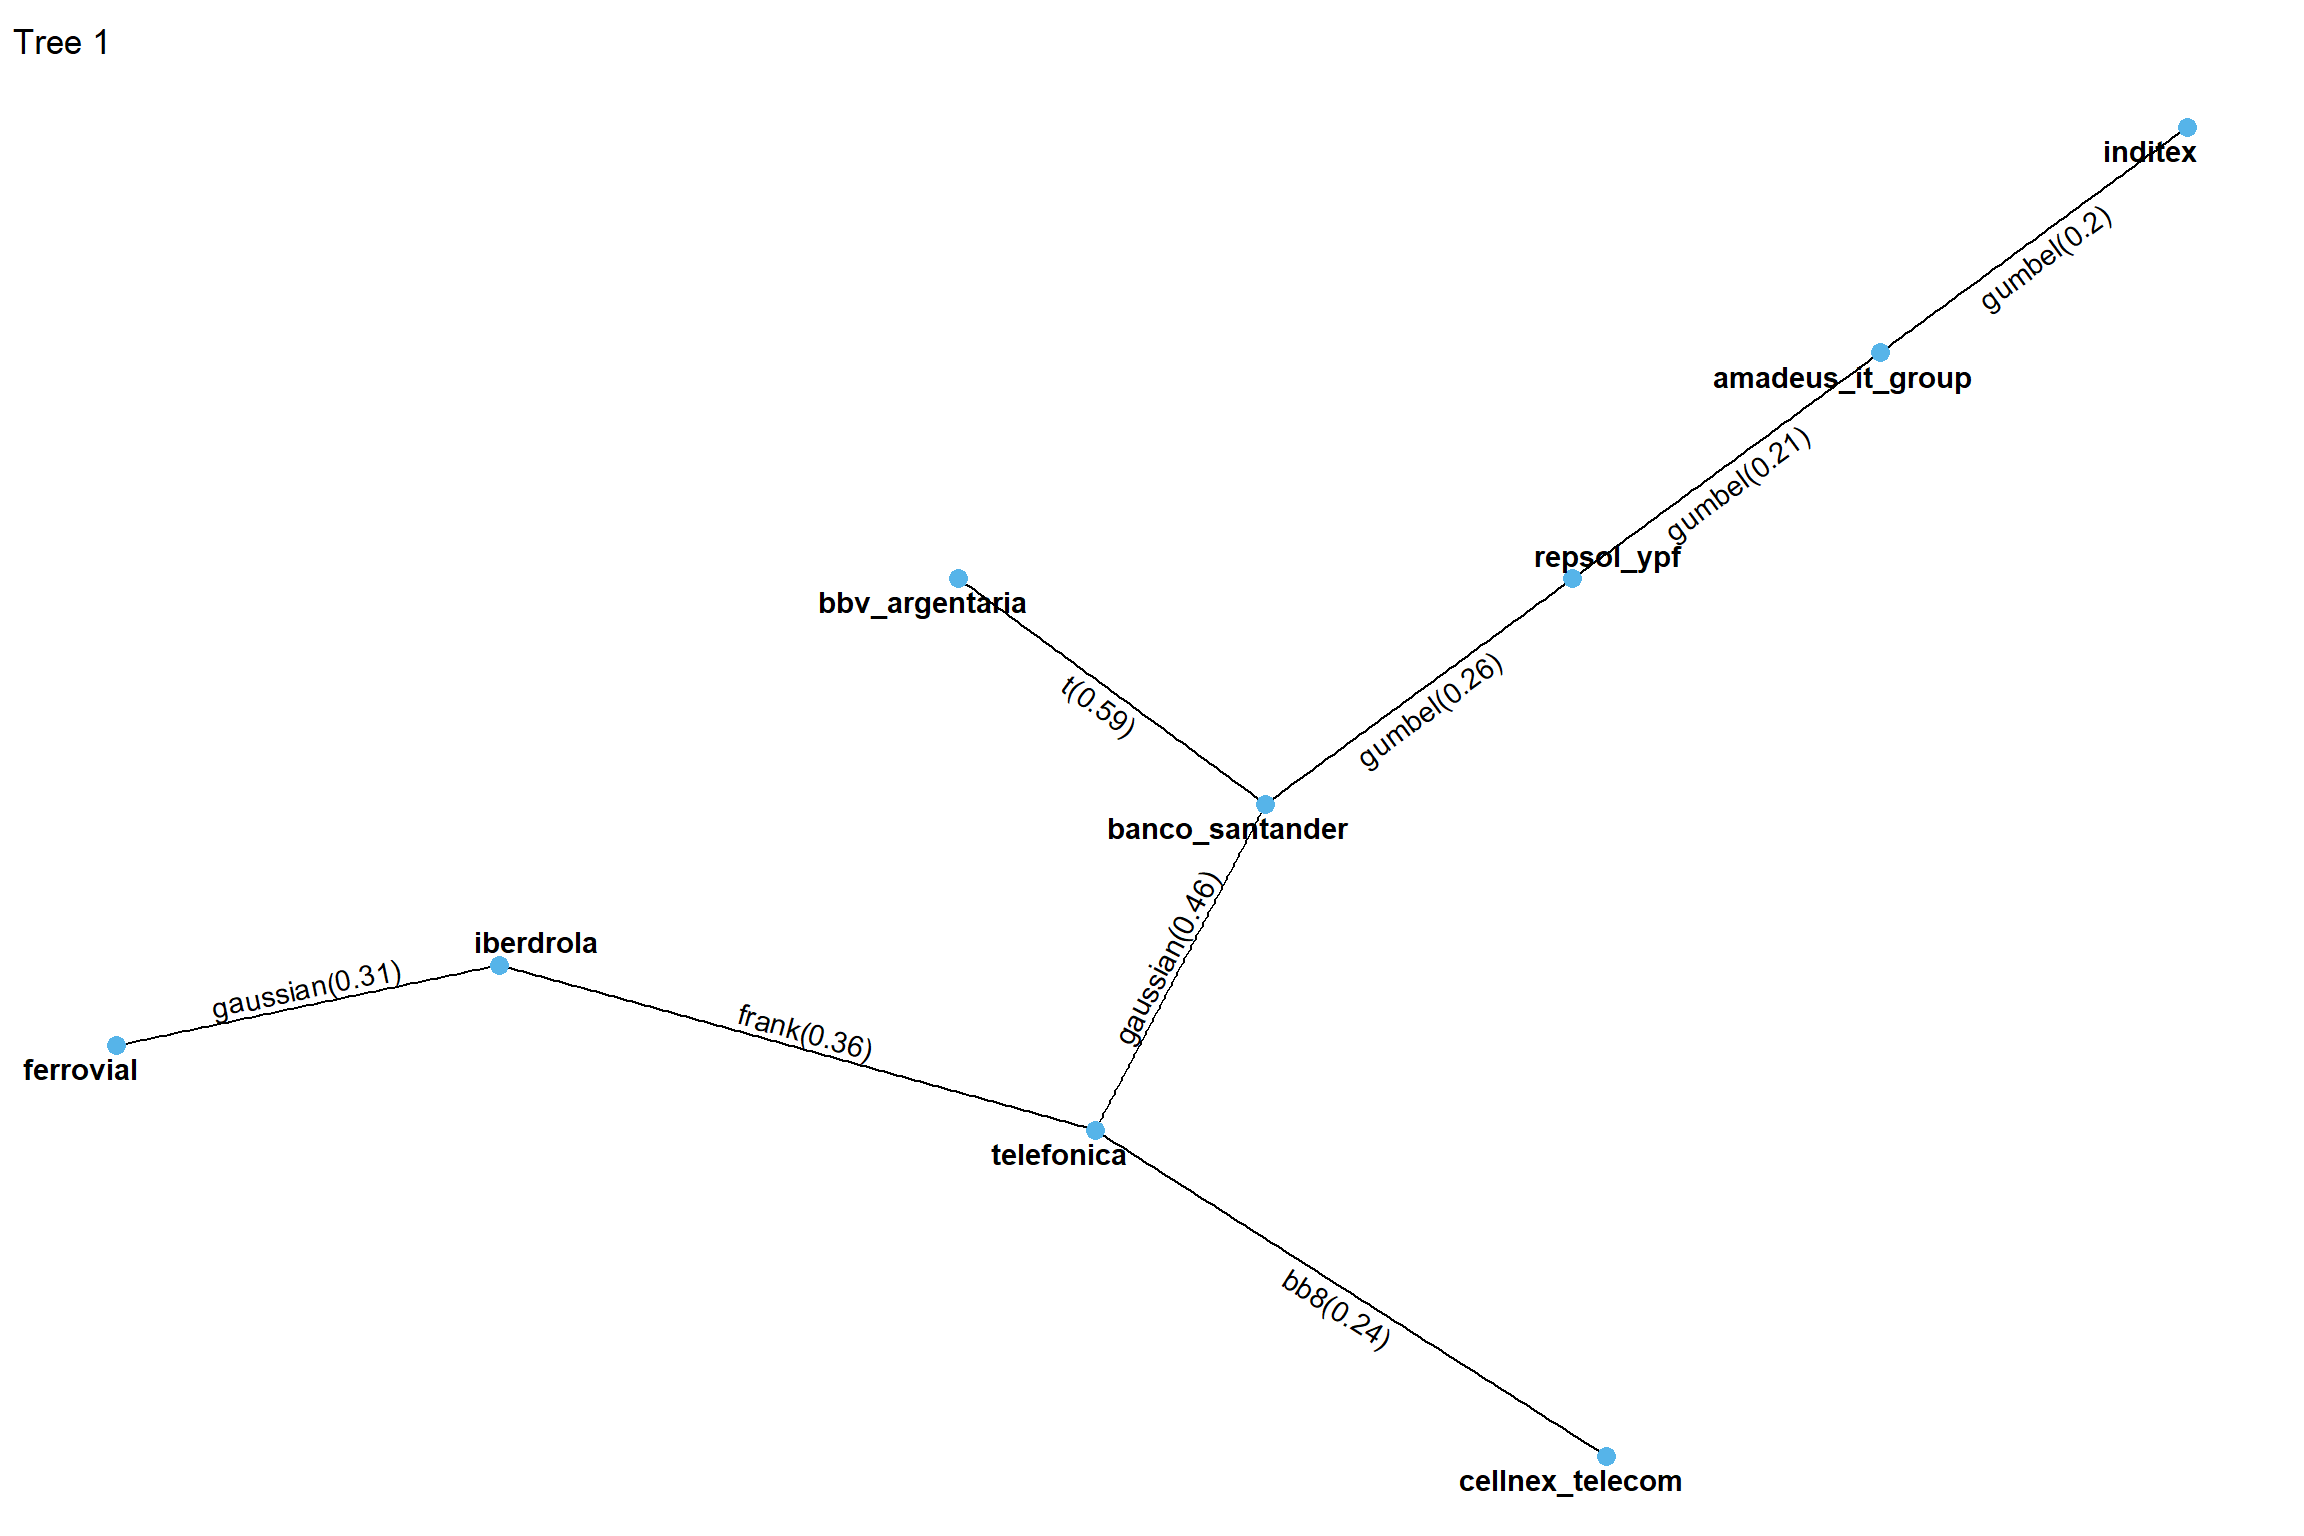 Tree 1
inditex
gumbel(0.2)
amadeus_it_group
gumbel(0.21)
repsol_ypf
bbv_argentaria
t(0.59)
gumbel(0.26)
banco_santander
gaussian(0.46)
iberdrola
gaussian(0.31)
frank(0.36)
ferrovial
telefonica
bb8(0.24)
cellnex_telecom